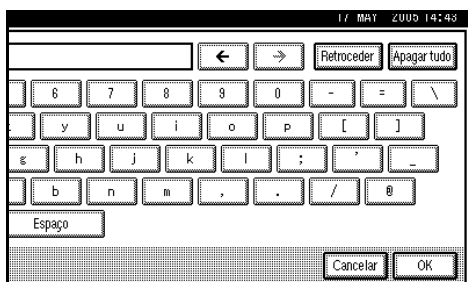 17 MAY 2005 14:43
← → Retroceder Apagar tudo
6 7 8 9 0 - = \
y u i o p [ ]
g h j k l ; ' _
b n m , . / @
Espaço
Cancelar OK